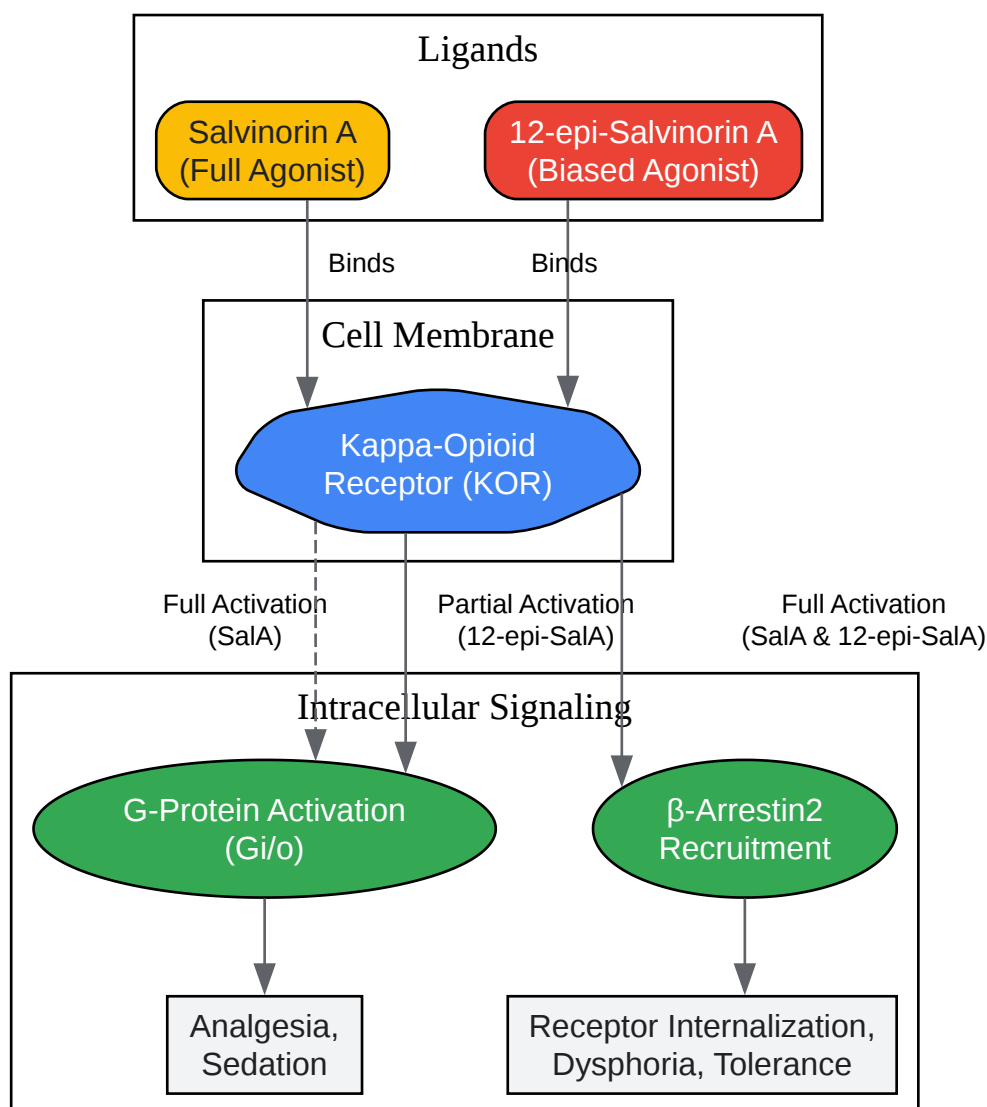 Ligands
Salvinorin A
(Full Agonist)
12-epi-Salvinorin A
(Biased Agonist)
Binds
Binds
Cell Membrane
Kappa-Opioid
Receptor (KOR)
Full Activation
(SalA)
Partial Activation
(12-epi-SalA)
Full Activation
(SalA & 12-epi-SalA)
Intracellular Signaling
G-Protein Activation
(Gi/o)
β-Arrestin2
Recruitment
Analgesia,
Sedation
Receptor Internalization,
Dysphoria, Tolerance